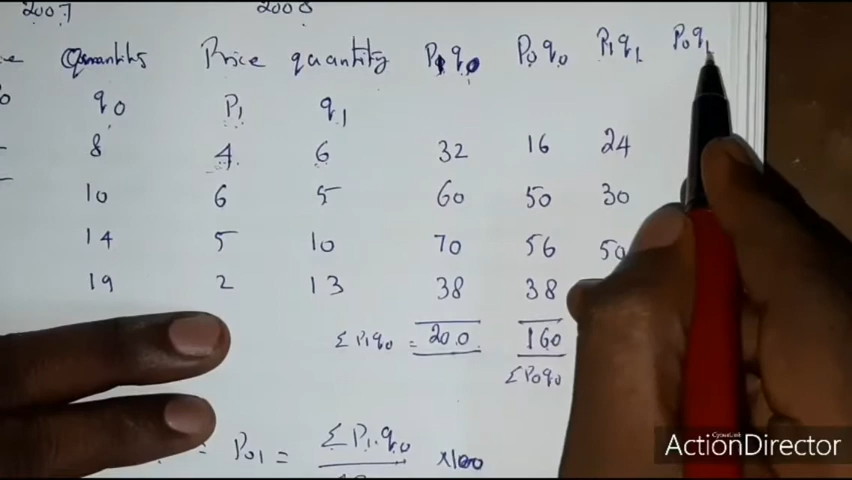 2007 2008
Quantity Price quantity P1q0 P0q0 P1q1 P0q1
q0 P1 q1
8 4 6 32 16 24
10 6 5 60 50 30
14 5 10 70 56 50
19 2 13 38 38
ΣP1q0 = 200 160
ΣP0q0
= P01 = ΣP1q0 ×100
ActionDirector